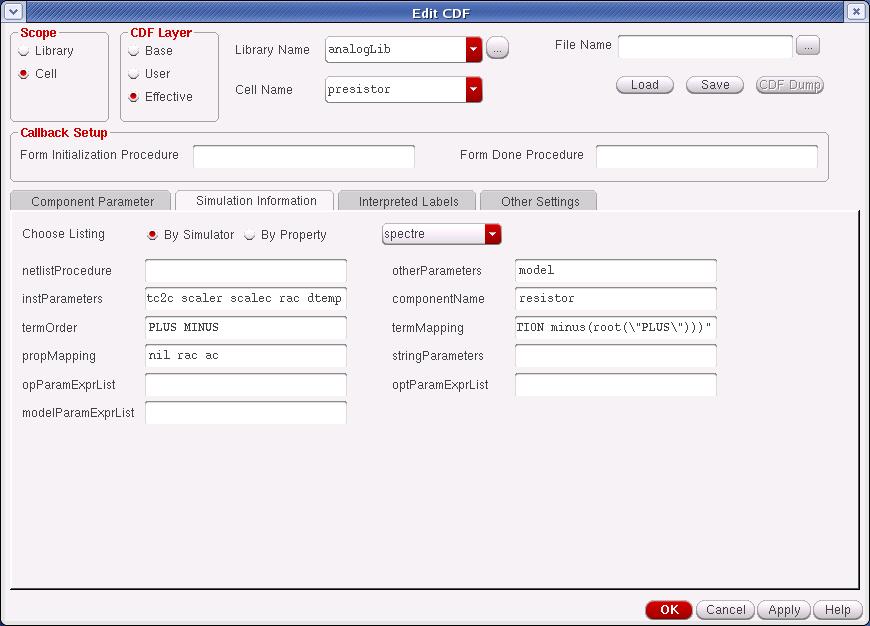 Edit CDF
Scope
Library
Cell
CDF Layer
Base
User
Effective
Library Name
analogLib
...
Cell Name
presistor
File Name
...
Load
Save
CDF Dump
Callback Setup
Form Initialization Procedure
Form Done Procedure
Component Parameter
Simulation Information
Interpreted Labels
Other Settings
Choose Listing
By Simulator
By Property
spectre
netlistProcedure
otherParameters
model
instParameters
tc2c scaler scalec rac dtemp
componentName
resistor
termOrder
PLUS MINUS
termMapping
TION minus(root(\"PLUS\")))"
propMapping
nil rac ac
stringParameters
opParamExprList
optParamExprList
modelParamExprList
OK
Cancel
Apply
Help